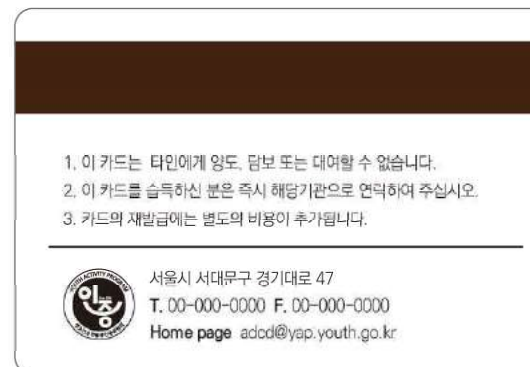 1. 이 카드는 타인에게 양도, 담보 또는 대여할 수 없습니다.
2. 이 카드를 습득하신 분은 즉시 해당기관으로 연락하여 주십시오.
3. 카드의 재발급에는 별도의 비용이 추가됩니다.
YOUTH ACTIVITY PROGRAM
인증
서울시 서대문구 경기대로 47
T. 00-000-0000 F. 00-000-0000
Home page adcd@yap.youth.go.kr